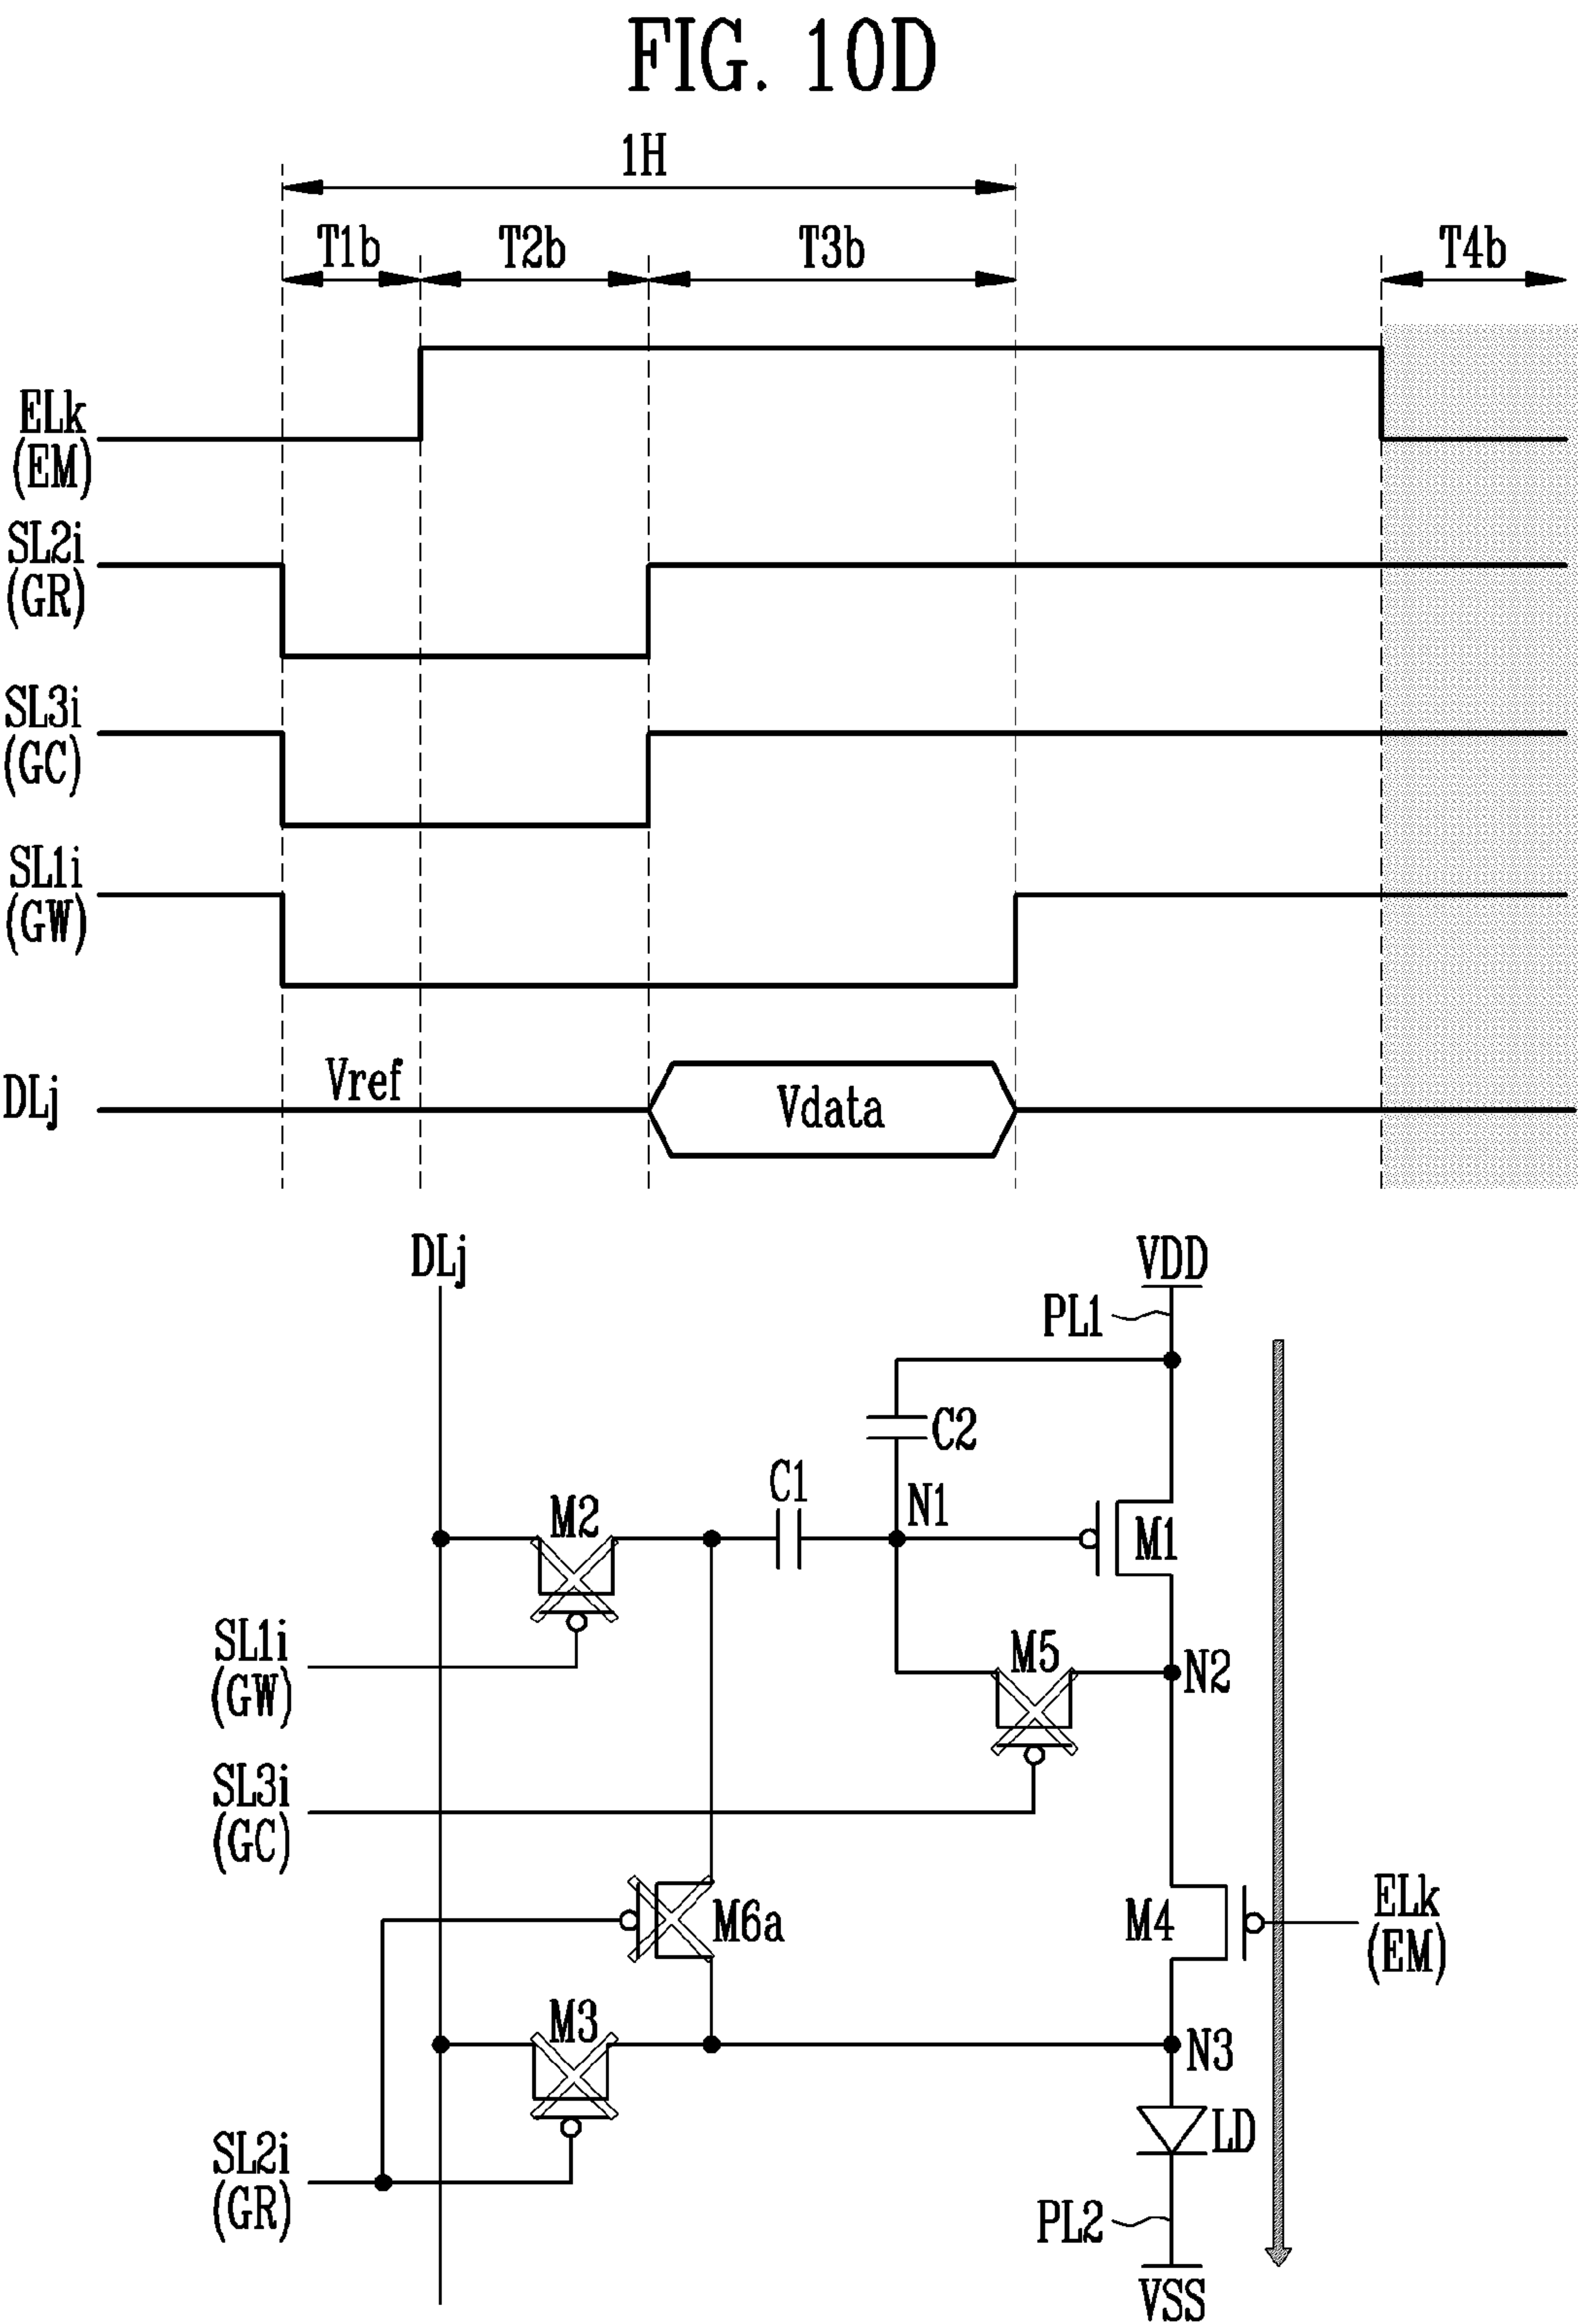 FIG. 10D
1H
T1b T2b T3b T4b
ELk
(EM)
SL2i
(GR)
SL3i
(GC)
SL1i
(GW)
DLj Vref Vdata
DLj VDD
PL1
C2
C1 N1
M2 M1
SL1i
(GW)
M5 N2
SL3i
(GC)
M6a M4 ELk
(EM)
M3 N3
LD
SL2i
(GR)
PL2
VSS